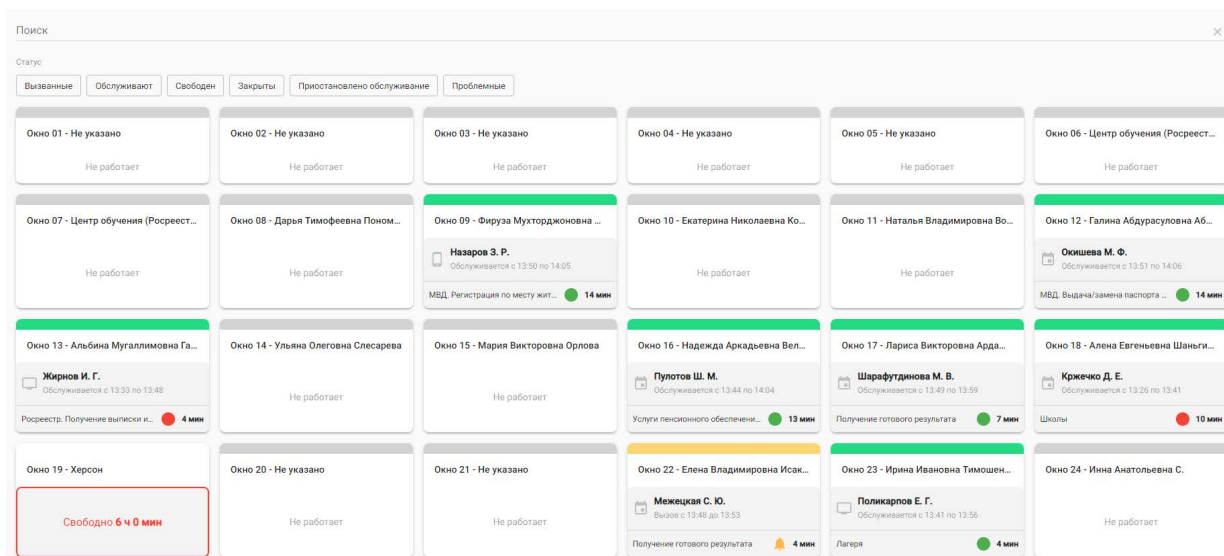 Поиск
Статус
Вызванные Обслуживают Свободен Закрыты Приостановлено обслуживание Проблемные
Окно 01 - Не указано
Не работает
Окно 02 - Не указано
Не работает
Окно 03 - Не указано
Не работает
Окно 04 - Не указано
Не работает
Окно 05 - Не указано
Не работает
Окно 06 - Центр обучения (Росреест...
Не работает
Окно 07 - Центр обучения (Росреест...
Не работает
Окно 08 - Дарья Тимофеевна Поном...
Не работает
Окно 09 - Фируза Мухторджоновна ...
Назаров З. Р.
Обслуживается с 13:50 по 14:05
МВД. Регистрация по месту жит... 14 мин
Окно 10 - Екатерина Николаевна Ко...
Не работает
Окно 11 - Наталья Владимировна Во...
Не работает
Окно 12 - Галина Абдурасуловна Аб...
Окишева М. Ф.
Обслуживается с 13:51 по 14:06
МВД. Выдача/замена паспорта ... 14 мин
Окно 13 - Альбина Мугаллимовна Га...
Жирнов И. Г.
Обслуживается с 13:33 по 13:48
Росреестр. Получение выписки и... 4 мин
Окно 14 - Ульяна Олеговна Слесарева
Не работает
Окно 15 - Мария Викторовна Орлова
Не работает
Окно 16 - Надежда Аркадьевна Вел...
Пулотов Ш. М.
Обслуживается с 13:44 по 14:04
Услуги пенсионного обеспечени... 13 мин
Окно 17 - Лариса Викторовна Арда...
Шарафутдинова М. В.
Обслуживается с 13:49 по 13:59
Получение готового результата 7 мин
Окно 18 - Алена Евгеньевна Шаньги...
Кржечко Д. Е.
Обслуживается с 13:26 по 13:41
Школы 10 мин
Окно 19 - Херсон
Свободно 6 ч 0 мин
Окно 20 - Не указано
Не работает
Окно 21 - Не указано
Не работает
Окно 22 - Елена Владимировна Исак...
Межецкая С. Ю.
Вызов с 13:48 до 13:53
Получение готового результата 4 мин
Окно 23 - Ирина Ивановна Тимошен...
Поликарпов Е. Г.
Обслуживается с 13:41 по 13:56
Лагеря 4 мин
Окно 24 - Инна Анатольевна С.
Не работает